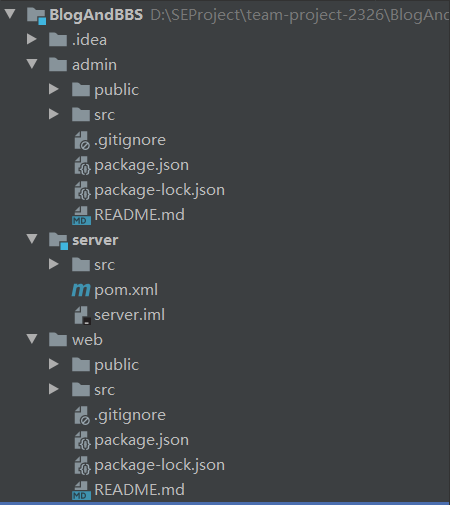 BlogAndBBS D:\SEProject\team-project-2326\BlogAnd
.idea
admin
public
src
.gitignore
package.json
package-lock.json
README.md
server
src
pom.xml
server.iml
web
public
src
.gitignore
package.json
package-lock.json
README.md